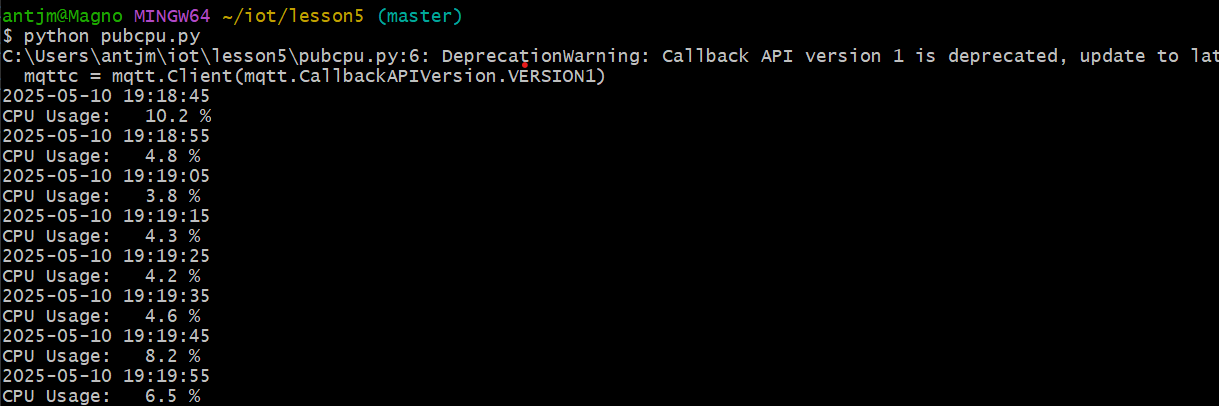 antjm@Magno MINGW64 ~/iot/lesson5 (master)
$ python pubcpu.py
C:\Users\antjm\iot\lesson5\pubcpu.py:6: DeprecationWarning: Callback API version 1 is deprecated, update to lat
  mqttc = mqtt.Client(mqtt.CallbackAPIVersion.VERSION1)
2025-05-10 19:18:45
CPU Usage:   10.2 %
2025-05-10 19:18:55
CPU Usage:   4.8 %
2025-05-10 19:19:05
CPU Usage:   3.8 %
2025-05-10 19:19:15
CPU Usage:   4.3 %
2025-05-10 19:19:25
CPU Usage:   4.2 %
2025-05-10 19:19:35
CPU Usage:   4.6 %
2025-05-10 19:19:45
CPU Usage:   8.2 %
2025-05-10 19:19:55
CPU Usage:   6.5 %